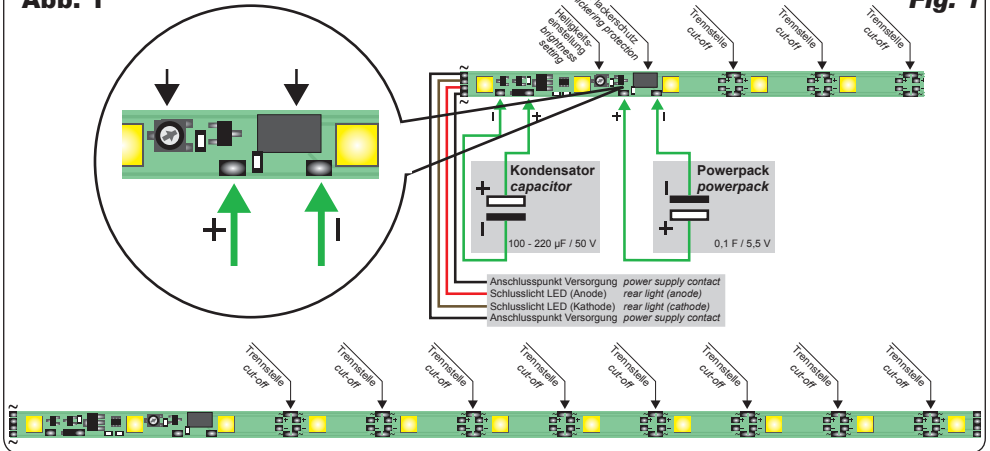 Abb. 1
Fig. 1
Helligkeits-
einstellung
brightness
setting
flickering protection
Trennstelle
cut-off
Trennstelle
cut-off
Trennstelle
cut-off
~
~
+
–
–
+
+
–
Kondensator
capacitor
+
–
100 - 220 µF / 50 V
Powerpack
powerpack
–
+
0,1 F / 5,5 V
Anschlusspunkt Versorgung power supply contact
Schlusslicht LED (Anode) rear light (anode)
Schlusslicht LED (Kathode) rear light (cathode)
Anschlusspunkt Versorgung power supply contact
Trennstelle
cut-off
Trennstelle
cut-off
Trennstelle
cut-off
Trennstelle
cut-off
Trennstelle
cut-off
Trennstelle
cut-off
Trennstelle
cut-off
Trennstelle
cut-off
~
~